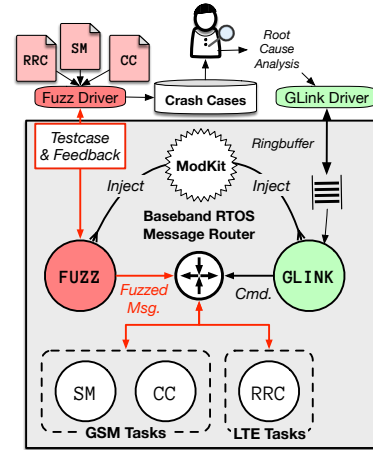 RRC
SM
CC
Root
Cause
Analysis
Fuzz Driver
Crash Cases
GLink Driver
Testcase
& Feedback
Ringbuffer
ModKit
Inject
Inject
Baseband RTOS
Message Router
FUZZ
GLINK
Fuzzed
Msg.
Cmd.
SM
CC
RRC
GSM Tasks
LTE Tasks